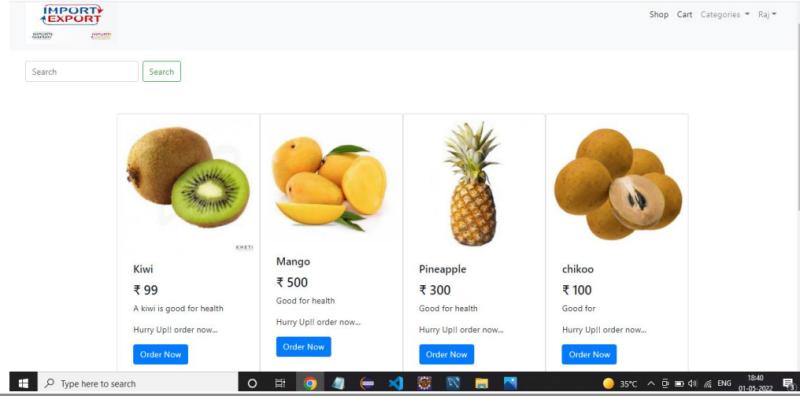 IMPORT
EXPORT
Shop Cart Categories Raj
Search Search
KHETI
Kiwi
₹ 99
A kiwi is good for health
Hurry Up!! order now...
Order Now
Mango
₹ 500
Good for health
Hurry Up!! order now...
Order Now
Pineapple
₹ 300
Good for health
Hurry Up!! order now...
Order Now
chikoo
₹ 100
Good for
Hurry Up!! order now...
Order Now
Type here to search
35°C
ENG
18:40
01-05-2022